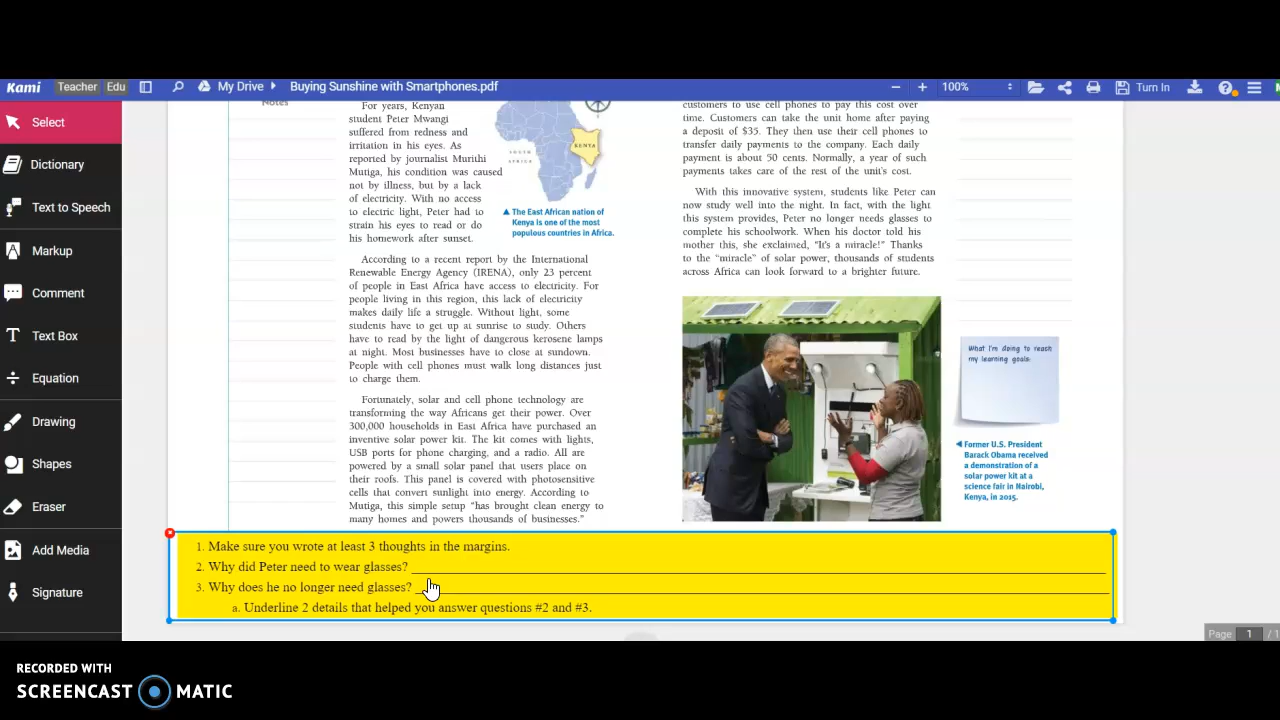 Kami
Teacher
Edu
My Drive
Buying Sunshine with Smartphones.pdf
100%
Turn In
Select
Dictionary
Text to Speech
Markup
Comment
Text Box
Equation
Drawing
Shapes
Eraser
Add Media
Signature
Notes
For years, Kenyan
student Peter Mwangi
suffered from redness and
irritation in his eyes. As
reported by journalist Murithi
Mutiga, his condition was caused
not by illness, but by a lack
of electricity. With no access
to electric light, Peter had to
strain his eyes to read or do
his homework after sunset.
KENYA
SOUTH
AFRICA
▲ The East African nation of
Kenya is one of the most
populous countries in Africa.
According to a recent report by the International
Renewable Energy Agency (IRENA), only 23 percent
of people in East Africa have access to electricity. For
people living in this region, this lack of electricity
makes daily life a struggle. Without light, some
students have to get up at sunrise to study. Others
have to read by the light of dangerous kerosene lamps
at night. Most businesses have to close at sundown.
People with cell phones must walk long distances just
to charge them.
Fortunately, solar and cell phone technology are
transforming the way Africans get their power. Over
300,000 households in East Africa have purchased an
inventive solar power kit. The kit comes with lights,
USB ports for phone charging, and a radio. All are
powered by a small solar panel that users place on
their roofs. This panel is covered with photosensitive
cells that convert sunlight into energy. According to
Mutiga, this simple setup "has brought clean energy to
many homes and powers thousands of businesses."
customers to use cell phones to pay this cost over
time. Customers can take the unit home after paying
a deposit of $35. They then use their cell phones to
transfer daily payments to the company. Each daily
payment is about 50 cents. Normally, a year of such
payments takes care of the rest of the unit's cost.
With this innovative system, students like Peter can
now study well into the night. In fact, with the light
this system provides, Peter no longer needs glasses to
complete his schoolwork. When his doctor told his
mother this, she exclaimed, "It's a miracle!" Thanks
to the "miracle" of solar power, thousands of students
across Africa can look forward to a brighter future.
What I'm doing to reach
my learning goals:
◀ Former U.S. President
Barack Obama received
a demonstration of a
solar power kit at a
science fair in Nairobi,
Kenya, in 2015.
1. Make sure you wrote at least 3 thoughts in the margins.
2. Why did Peter need to wear glasses?
3. Why does he no longer need glasses?
a. Underline 2 details that helped you answer questions #2 and #3.
Page 1 / 1
RECORDED WITH
SCREENCAST MATIC